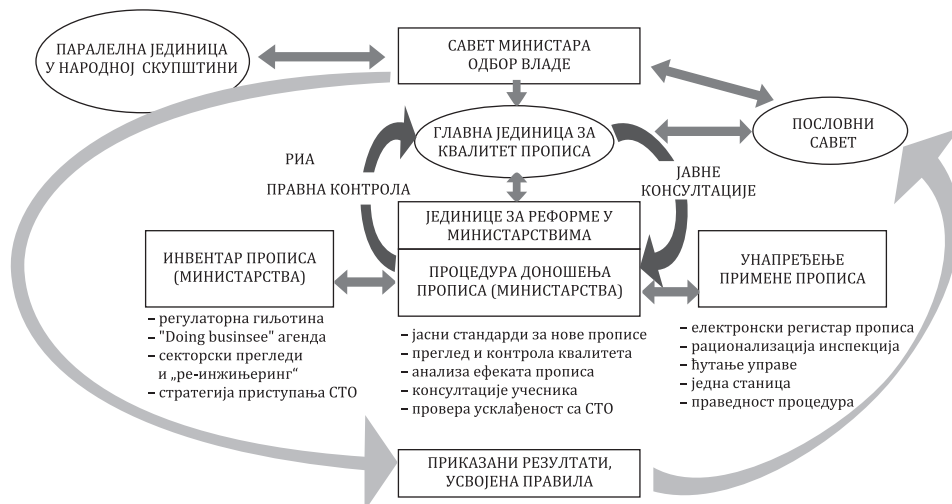 ПАРАЛЕЛНА ЈЕДИНИЦА
У НАРОДНОЈ СКУПШТИНИ
САВЕТ МИНИСТАРА
ОДБОР ВЛАДЕ
ГЛАВНА ЈЕДИНИЦА ЗА
КВАЛИТЕТ ПРОПИСА
ПОСЛОВНИ
САВЕТ
РИА
ПРАВНА КОНТРОЛА
ЈАВНЕ
КОНСУЛТАЦИЈЕ
ЈЕДИНИЦЕ ЗА РЕФОРМЕ У
МИНИСТАРСТВИМА
ИНВЕНТАР ПРОПИСА
(МИНИСТАРСТВА)
ПРОЦЕДУРА ДОНОШЕЊА
ПРОПИСА (МИНИСТАРСТВА)
УНАПРЕЂЕЊЕ
ПРИМЕНЕ ПРОПИСА
– регулаторна гиљотина
– "Doing businsee" агенда
– секторски прегледи
и „ре-инжињеринг“
– стратегија приступања СТО
– јасни стандарди за нове прописе
– преглед и контрола квалитета
– анализа ефеката прописа
– консултације учесника
– провера усклађеност са СТО
– електронски регистар прописа
– рационализација инспекција
– ћутање управе
– једна станица
– праведност процедура
ПРИКАЗАНИ РЕЗУЛТАТИ,
УСВОЈЕНА ПРАВИЛА